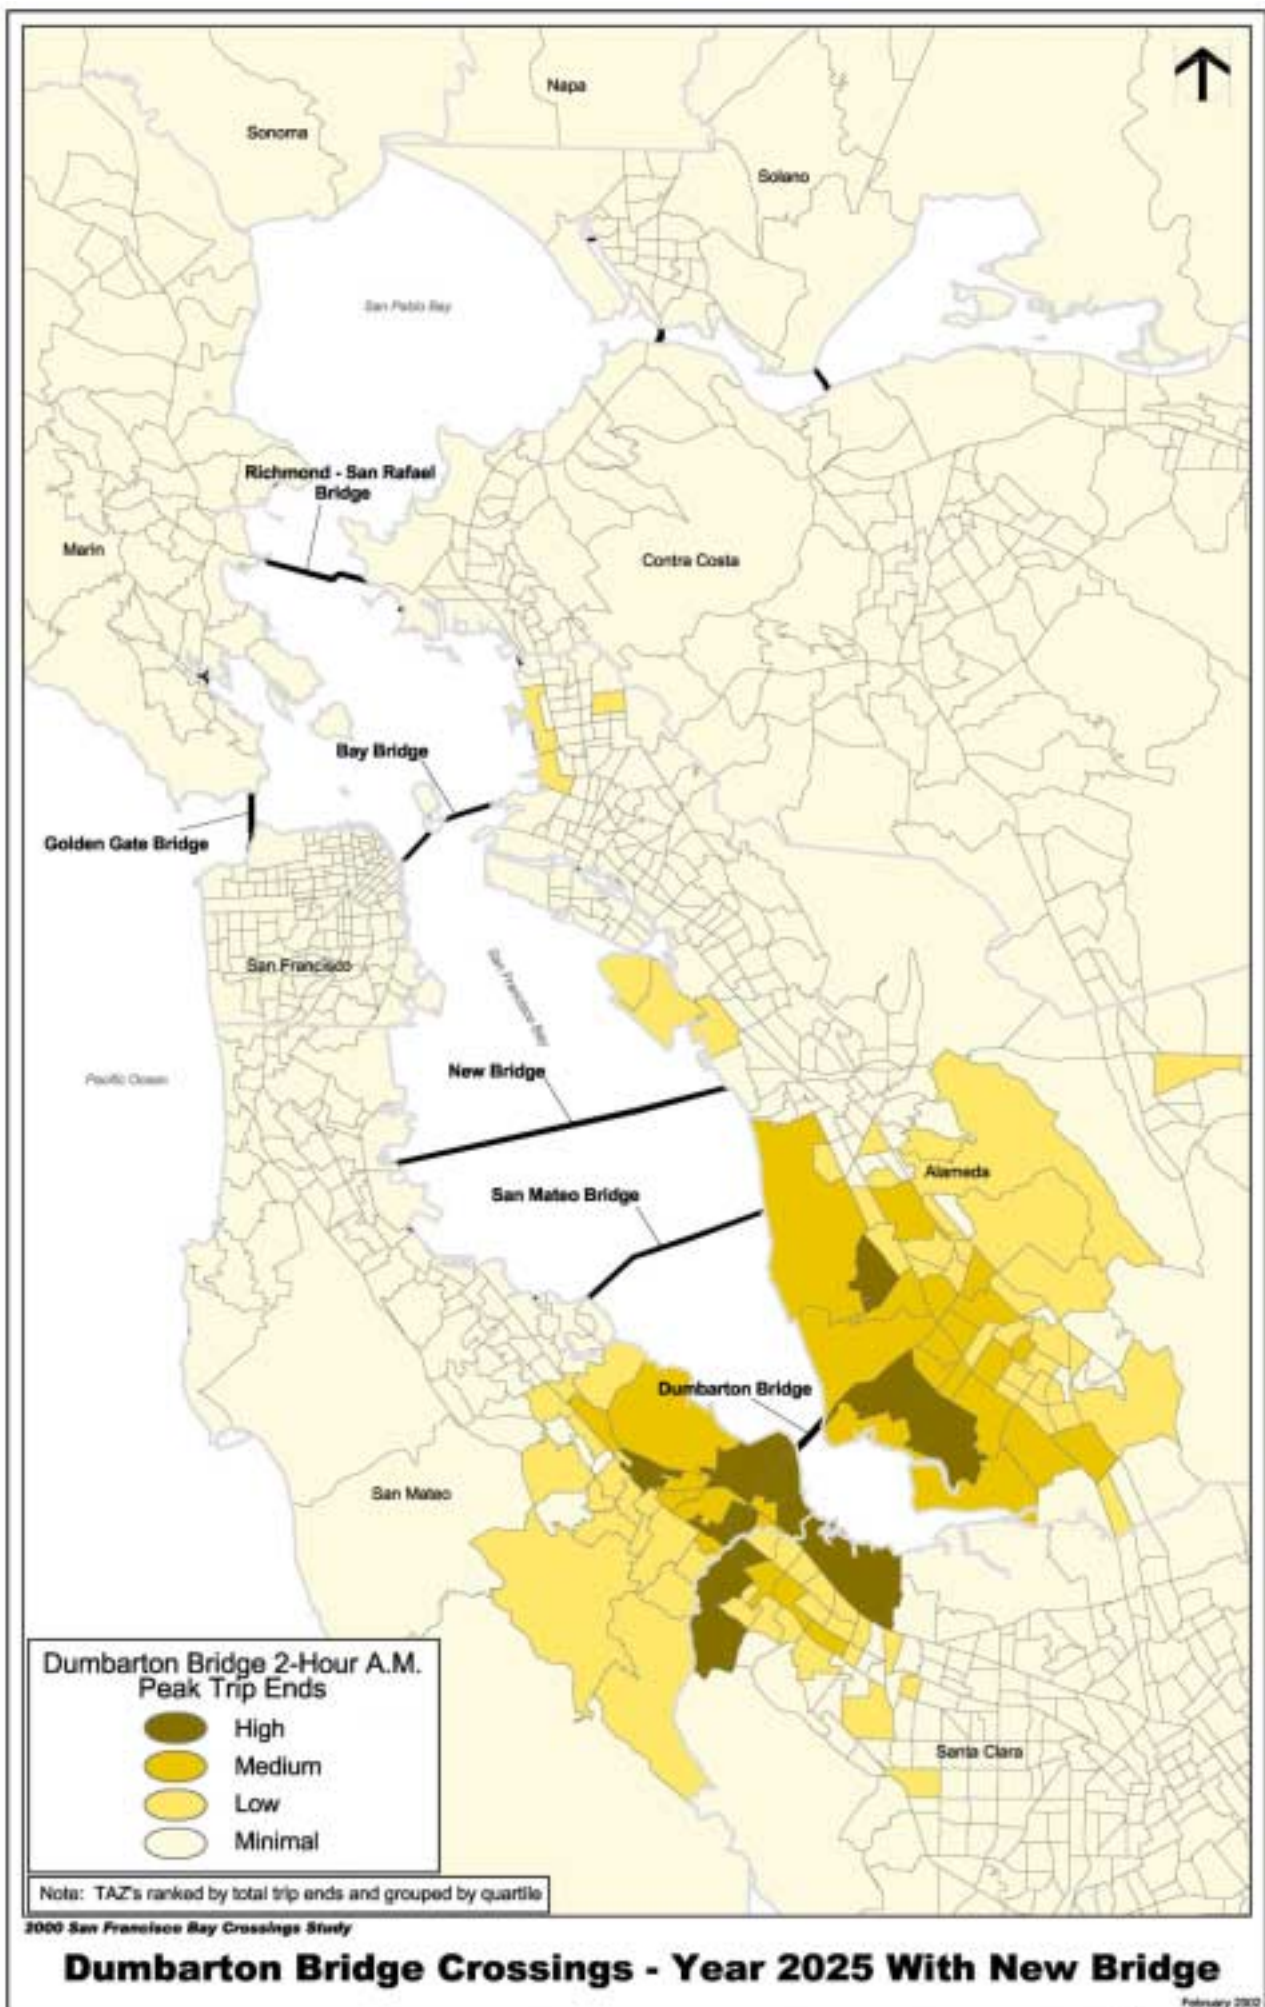 Napa
Sonoma
Solano
San Pablo Bay
Richmond - San Rafael
Bridge
Marin
Contra Costa
Bay Bridge
Golden Gate Bridge
San Francisco
San Francisco Bay
New Bridge
Pacific Ocean
Alameda
San Mateo Bridge
Dumbarton Bridge
San Mateo
Dumbarton Bridge 2-Hour A.M.
Peak Trip Ends
High
Medium
Low
Minimal
Santa Clara
Note: TAZ's ranked by total trip ends and grouped by quartile
2000 San Francisco Bay Crossings Study
Dumbarton Bridge Crossings - Year 2025 With New Bridge
February 2002